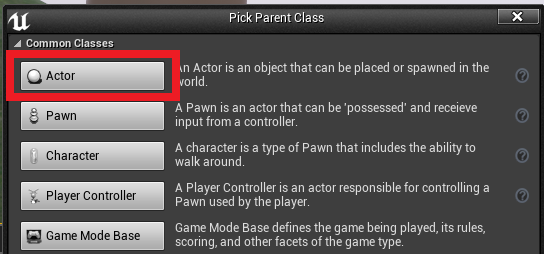 Pick Parent Class
Common Classes
Actor
An Actor is an object that can be placed or spawned in the
world.
Pawn
A Pawn is an actor that can be 'possessed' and receieve
input from a controller.
Character
A character is a type of Pawn that includes the ability to
walk around.
Player Controller
A Player Controller is an actor responsible for controlling a
Pawn used by the player.
Game Mode Base
Game Mode Base defines the game being played, its rules,
scoring, and other facets of the game type.